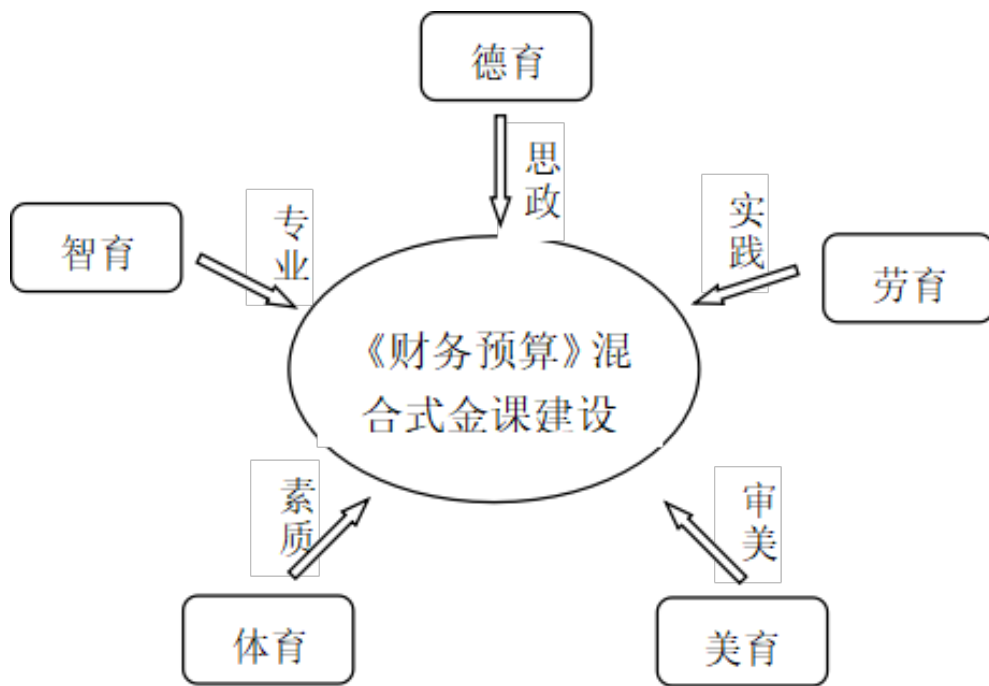 德育
思
政
专
业
实
践
智育
劳育
《财务预算》混
合式金课建设
素
质
审
美
体育
美育